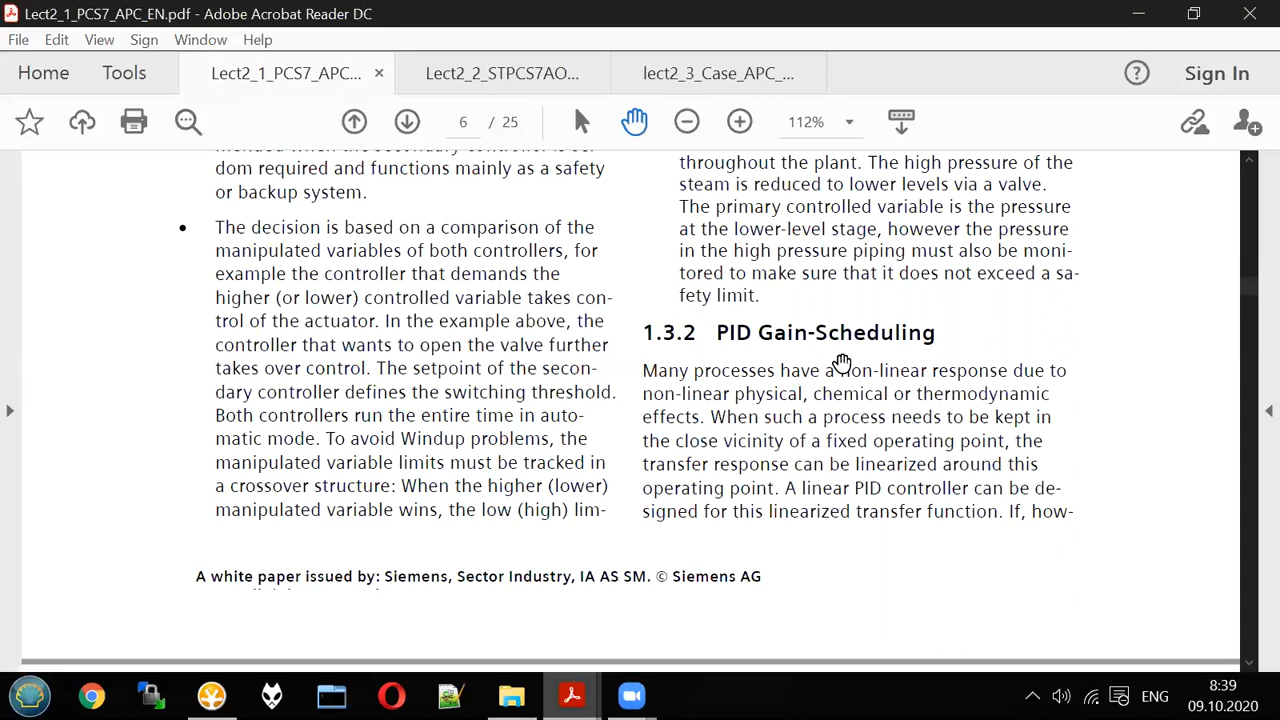 Lect2_1_PCS7_APC_EN.pdf - Adobe Acrobat Reader DC
File Edit View Sign Window Help
Home Tools Lect2_1_PCS7_APC... × Lect2_2_STPCS7AO... lect2_3_Case_APC_... Sign In
6 / 25 112%
dom required and functions mainly as a safety
or backup system.
• The decision is based on a comparison of the
manipulated variables of both controllers, for
example the controller that demands the
higher (or lower) controlled variable takes con-
trol of the actuator. In the example above, the
controller that wants to open the valve further
takes over control. The setpoint of the secon-
dary controller defines the switching threshold.
Both controllers run the entire time in auto-
matic mode. To avoid Windup problems, the
manipulated variable limits must be tracked in
a crossover structure: When the higher (lower)
manipulated variable wins, the low (high) lim-
throughout the plant. The high pressure of the
steam is reduced to lower levels via a valve.
The primary controlled variable is the pressure
at the lower-level stage, however the pressure
in the high pressure piping must also be moni-
tored to make sure that it does not exceed a sa-
fety limit.
1.3.2 PID Gain-Scheduling
Many processes have a non-linear response due to
non-linear physical, chemical or thermodynamic
effects. When such a process needs to be kept in
the close vicinity of a fixed operating point, the
transfer response can be linearized around this
operating point. A linear PID controller can be de-
signed for this linearized transfer function. If, how-
A white paper issued by: Siemens, Sector Industry, IA AS SM. © Siemens AG
ENG
8:39
09.10.2020